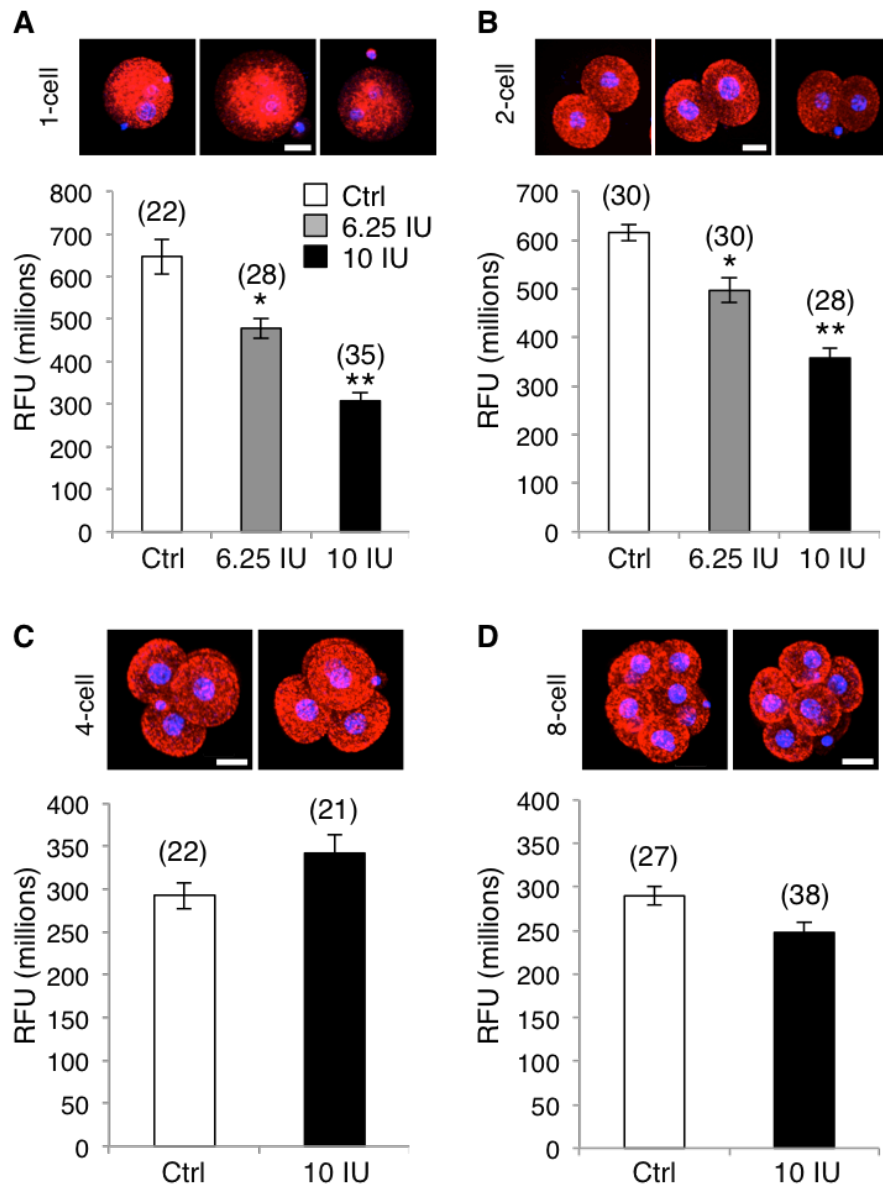 A
1-cell
RFU (millions)
800
700
600
500
400
300
200
100
0
(22)
(28)
*
(35)
**
Ctrl
6.25 IU
10 IU
Ctrl 6.25 IU 10 IU
B
2-cell
RFU (millions)
700
600
500
400
300
200
100
0
(30)
(30)
*
(28)
**
Ctrl 6.25 IU 10 IU
C
4-cell
RFU (millions)
400
350
300
250
200
150
100
50
0
(22)
(21)
Ctrl 10 IU
D
8-cell
RFU (millions)
400
350
300
250
200
150
100
50
0
(27)
(38)
Ctrl 10 IU